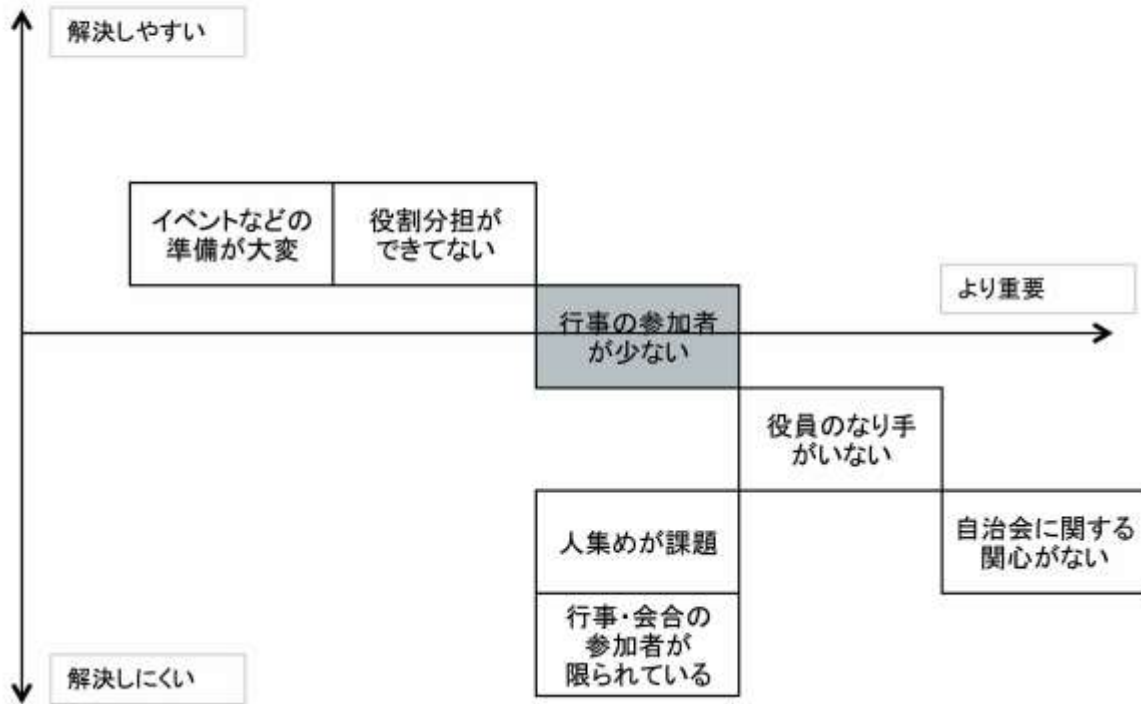 解決しやすい
イベントなどの
準備が大変
役割分担が
できてない
より重要
行事の参加者
が少ない
役員のなり手
がいない
人集めが課題
自治会に関する
関心がない
行事・会合の
参加者が
限られている
解決しにくい